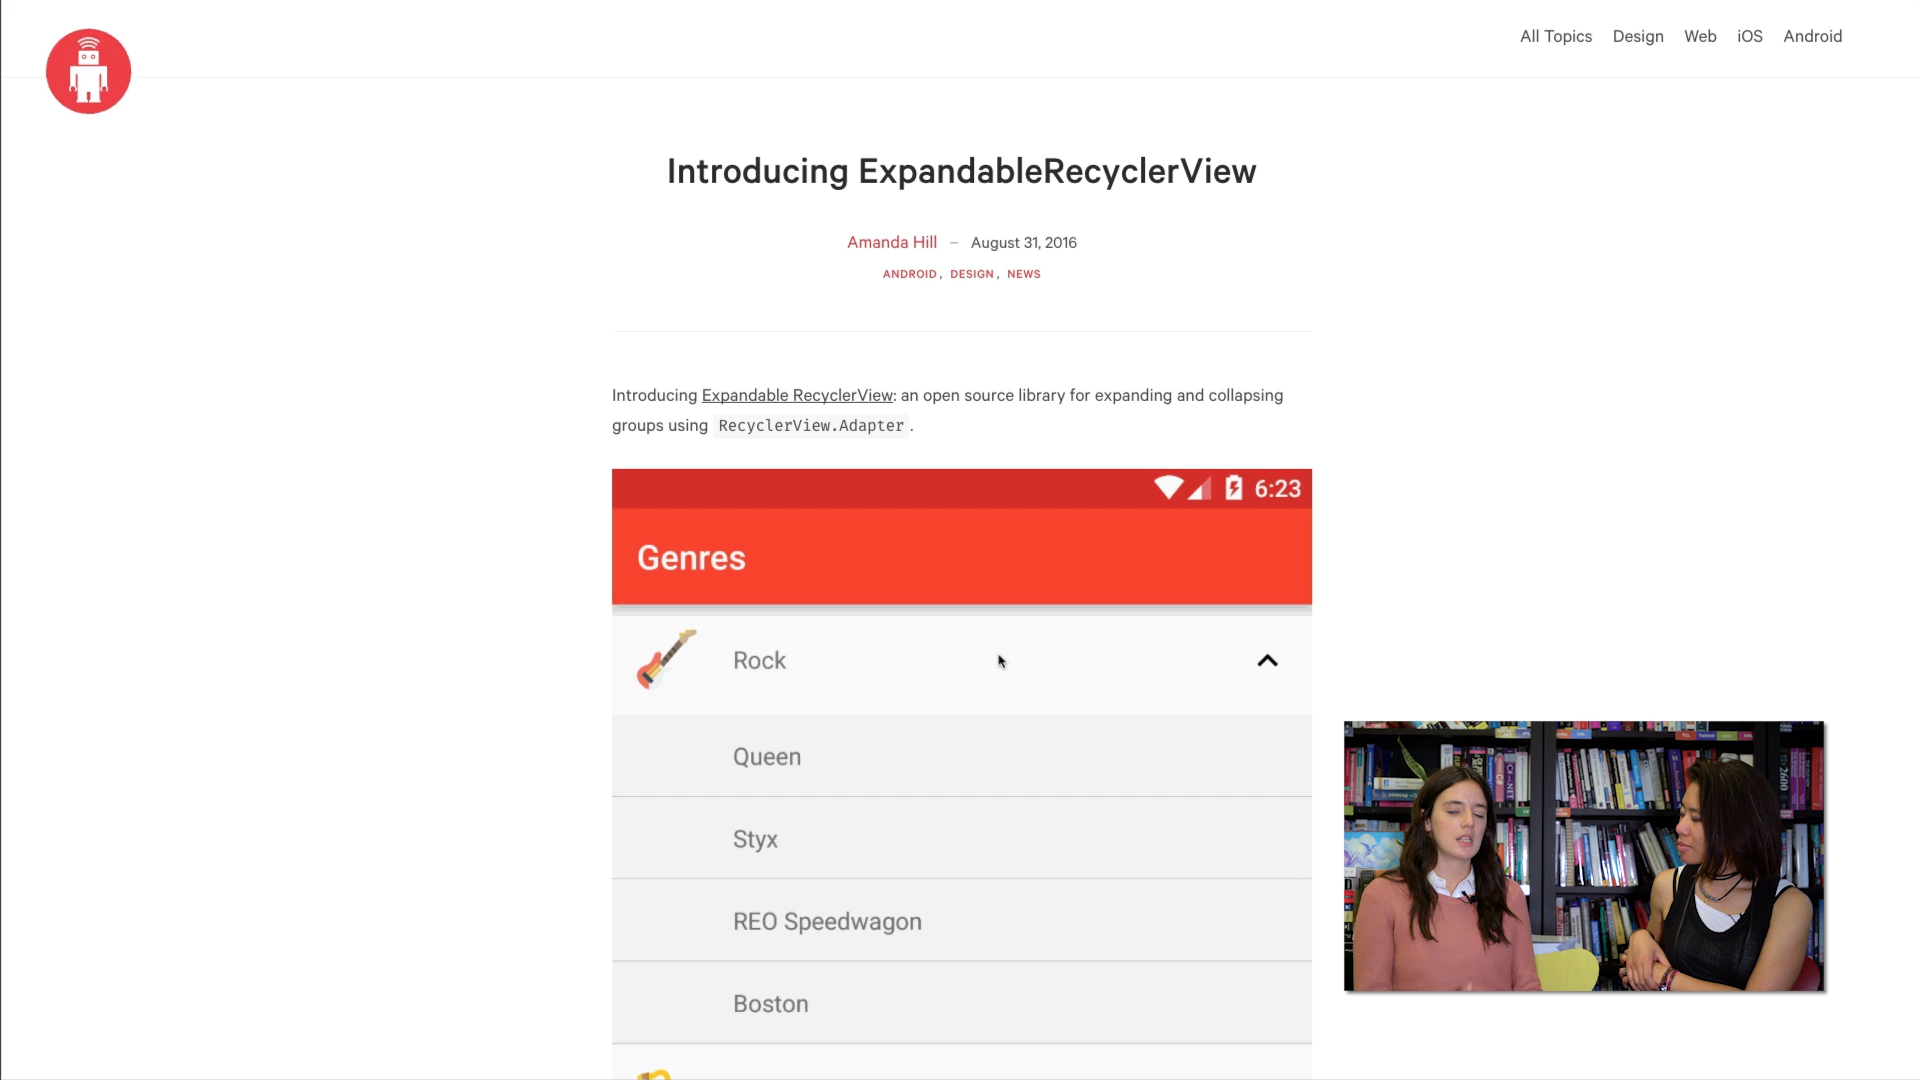 All Topics Design Web iOS Android
Introducing ExpandableRecyclerView
Amanda Hill – August 31, 2016
ANDROID, DESIGN, NEWS
Introducing Expandable RecyclerView: an open source library for expanding and collapsing
groups using RecyclerView.Adapter.
6:23
Genres
Rock
Queen
Styx
REO Speedwagon
Boston